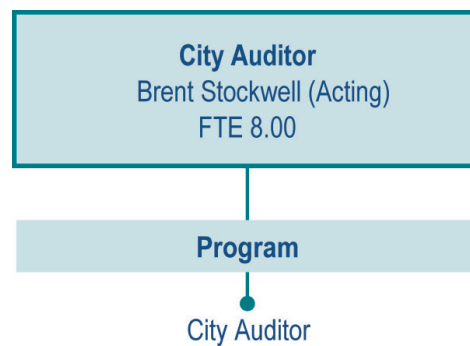 City Auditor
Brent Stockwell (Acting)
FTE 8.00
Program
City Auditor